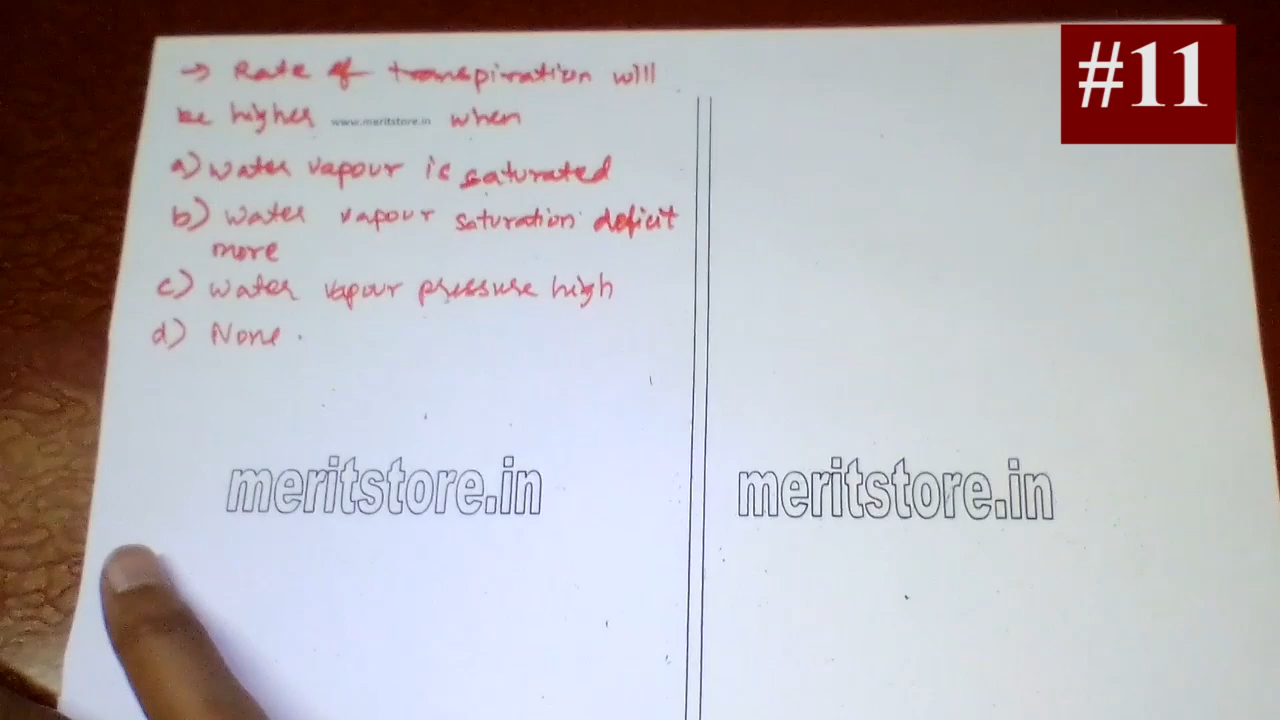 #11
→ Rate of transpiration will
be higher www.meritstore.in when
a) water vapour is saturated
b) water vapour saturation deficit
more
c) water vapour pressure high
d) None.
meritstore.in meritstore.in